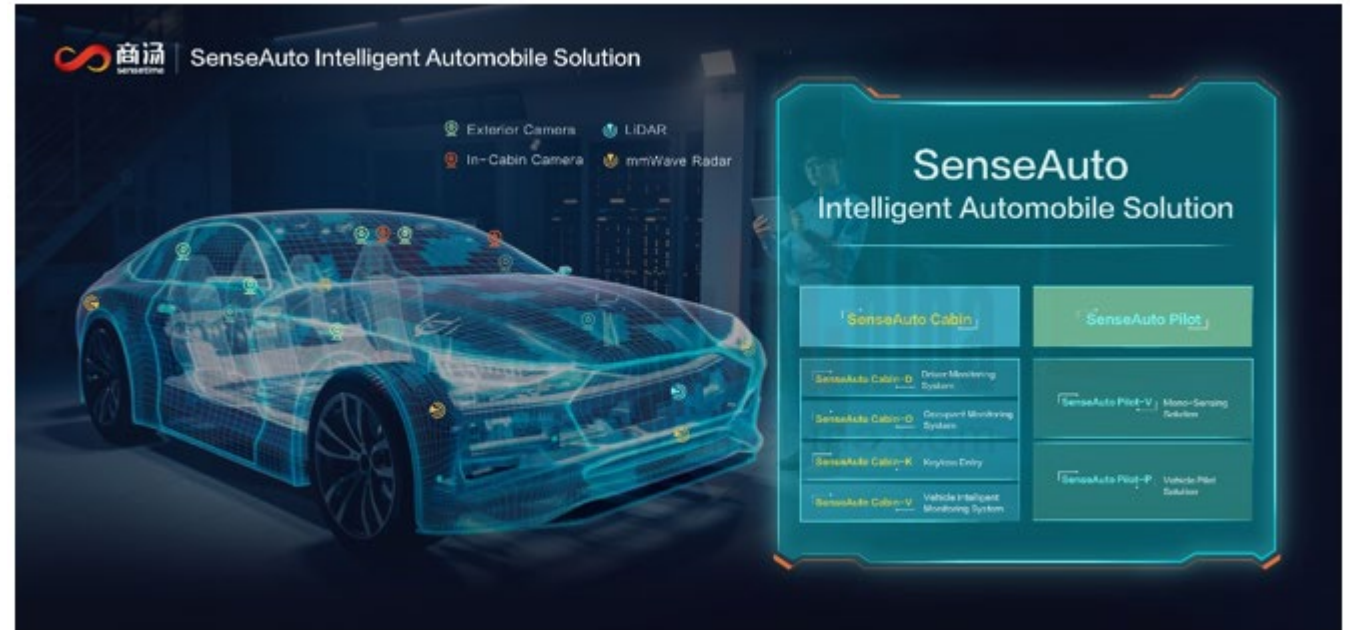 商汤
sensetime
SenseAuto Intelligent Automobile Solution
Exterior Camera
LiDAR
In-Cabin Camera
mmWave Radar
SenseAuto
Intelligent Automobile Solution
SenseAuto Cabin
SenseAuto Pilot
SenseAuto Cabin-D
Driver Monitoring
System
SenseAuto Cabin-O
Occupant Monitoring
System
SenseAuto Cabin-K
Keyless Entry
SenseAuto Cabin-V
Vehicle Intelligent
Monitoring System
SenseAuto Pilot-V
Mono-Sensing
Solution
SenseAuto Pilot-P
Vehicle Pilot
Solution